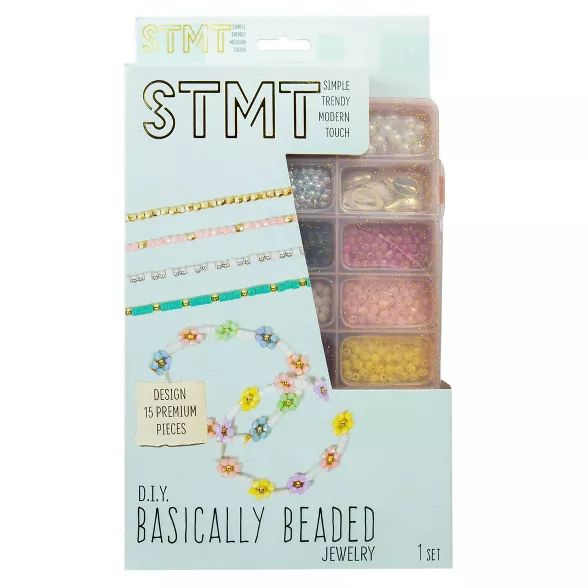 STMT
SIMPLE
TRENDY
MODERN
TOUCH
STMT
SIMPLE
TRENDY
MODERN
TOUCH
DESIGN
15 PREMIUM
PIECES
D.I.Y.
BASICALLY BEADED
JEWELRY
1 SET